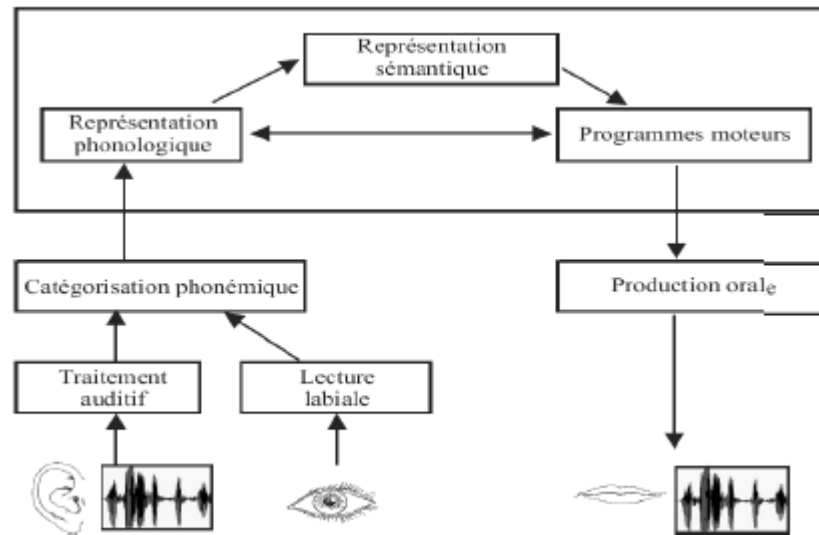 Représentation
sémantique
Représentation
phonologique
Programmes moteurs
Catégorisation phonémique
Production orale
Traitement
auditif
Lecture
labiale